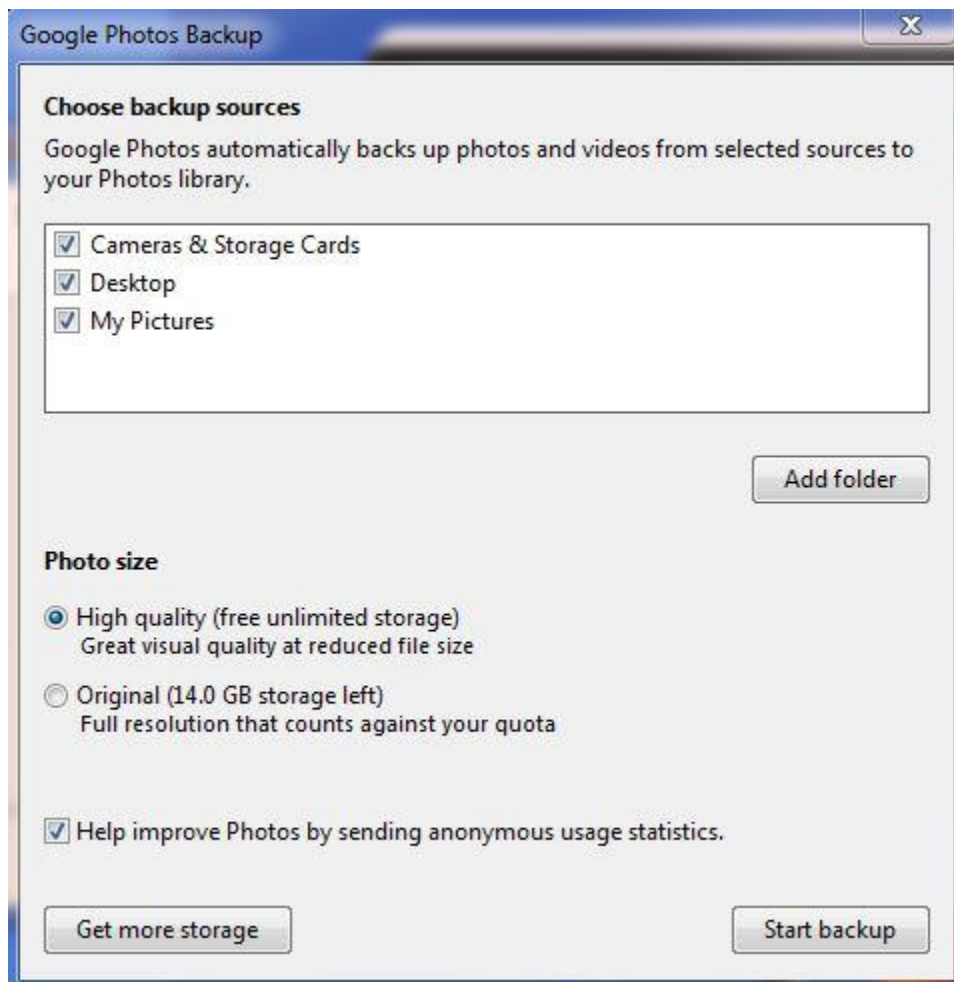 Google Photos Backup
Choose backup sources
Google Photos automatically backs up photos and videos from selected sources to
your Photos library.
Cameras & Storage Cards
Desktop
My Pictures
Add folder
Photo size
High quality (free unlimited storage)
Great visual quality at reduced file size
Original (14.0 GB storage left)
Full resolution that counts against your quota
Help improve Photos by sending anonymous usage statistics.
Get more storage
Start backup